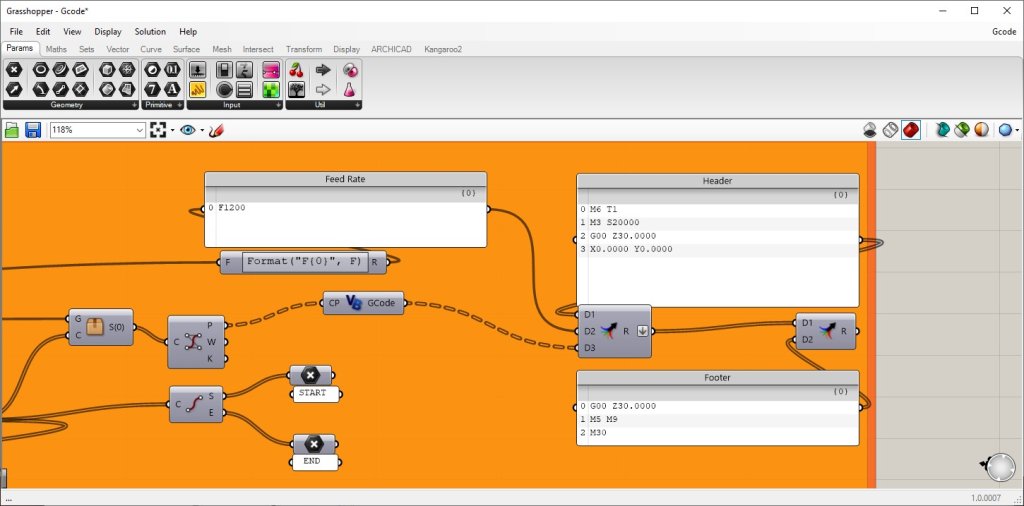 Grasshopper - Gcode*
File Edit View Display Solution Help
Gcode
Params Maths Sets Vector Curve Surface Mesh Intersect Transform Display ARCHICAD Kangaroo2
Geometry Primitive Input Util
118%
Feed Rate
{0}
0 F1200
F Format("F{0}", F) R
Header
{0}
0 M6 T1
1 M3 S20000
2 G00 Z30.0000
3 X0.0000 Y0.0000
CP VB GCode
G
C
S(0)
C
P
W
K
D1
D2
D3
R
D1
D2
R
C
S
E
START
END
Footer
{0}
0 G00 Z30.0000
1 M5 M9
2 M30
...
1.0.0007